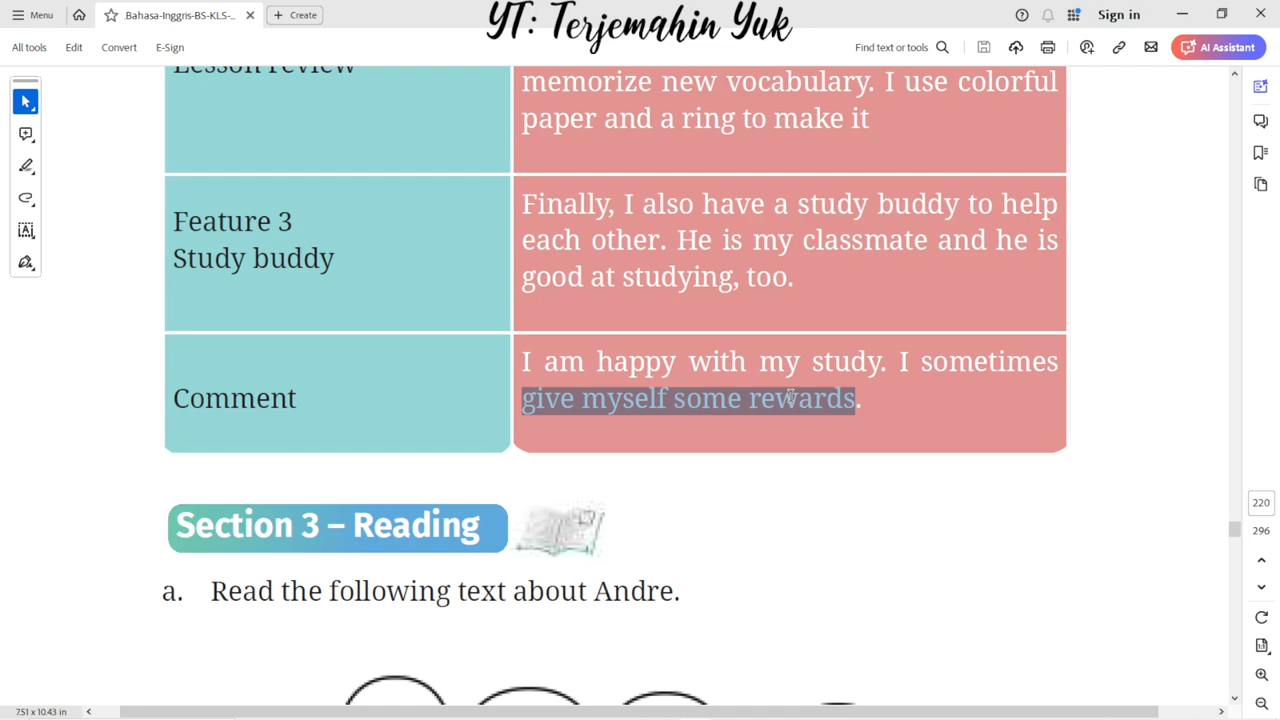 Menu
Bahasa-Inggris-BS-KLS-...
Create
YT: Terjemahin Yuk
Sign in
All tools
Edit
Convert
E-Sign
Find text or tools
AI Assistant
Lesson review
memorize new vocabulary. I use colorful
paper and a ring to make it
Feature 3
Study buddy
Finally, I also have a study buddy to help
each other. He is my classmate and he is
good at studying, too.
Comment
I am happy with my study. I sometimes
give myself some rewards.
Section 3 – Reading
a. Read the following text about Andre.
220
296
7.51 x 10.43 in